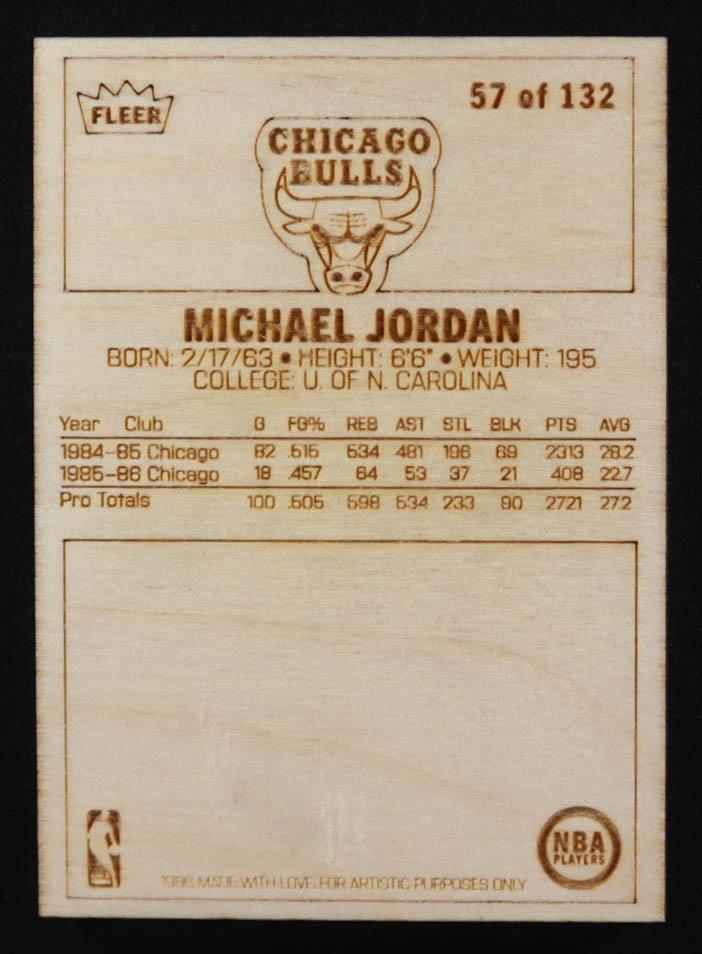 FLEER
57 of 132
CHICAGO
BULLS
MICHAEL JORDAN
BORN: 2/17/63 • HEIGHT: 6'6" • WEIGHT: 195
COLLEGE: U. OF N. CAROLINA
Year Club G FG% REB AST STL BLK PTS AVG
1984-85 Chicago 82 .515 534 481 196 69 2313 28.2
1985-86 Chicago 18 .457 64 53 37 21 408 22.7
Pro Totals 100 .505 598 534 233 90 2721 27.2
NBA
PLAYERS
1986 MADE WITH LOVE. FOR ARTISTIC PURPOSES ONLY